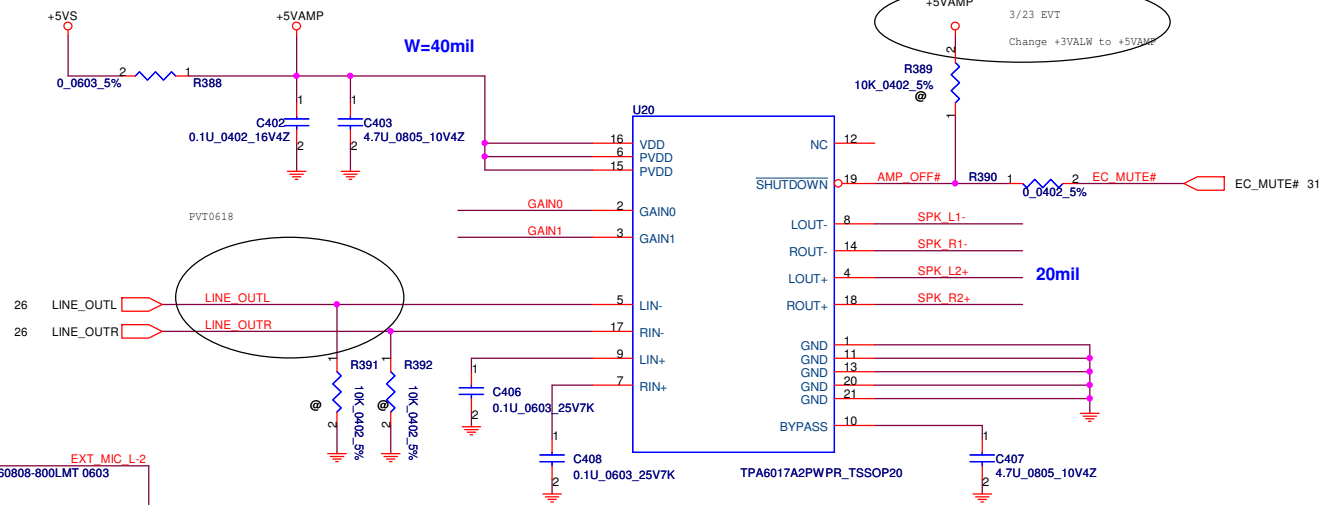 +5VS
+5VAMP
W=40mil
+5VAMP
3/23 EVT
Change +3VALW to +5VAMP
2
1
0_0603_5%
R388
2
R389
10K_0402_5%
@
1
1
C402
0.1U_0402_16V4Z
2
1
C403
4.7U_0805_10V4Z
2
U20
16
VDD
6
PVDD
15
PVDD
NC
12
SHUTDOWN
19
AMP_OFF#
R390
1
2
0_0402_5%
EC_MUTE#
EC_MUTE# 31
PVT0618
GAIN0
2
GAIN0
GAIN1
3
GAIN1
LOUT-
8
SPK_L1-
ROUT-
14
SPK_R1-
LOUT+
4
SPK_L2+
20mil
ROUT+
18
SPK_R2+
26 LINE_OUTL
LINE_OUTL
5
LIN-
26 LINE_OUTR
LINE_OUTR
17
RIN-
9
LIN+
7
RIN+
1
R391
10K_0402_5%
@
2
1
R392
10K_0402_5%
@
2
1
C406
0.1U_0603_25V7K
2
1
C408
0.1U_0603_25V7K
2
GND
1
GND
11
GND
13
GND
20
GND
21
BYPASS
10
1
C407
4.7U_0805_10V4Z
2
TPA6017A2PWPR_TSSOP20
EXT_MIC_L-2
60808-800LMT 0603